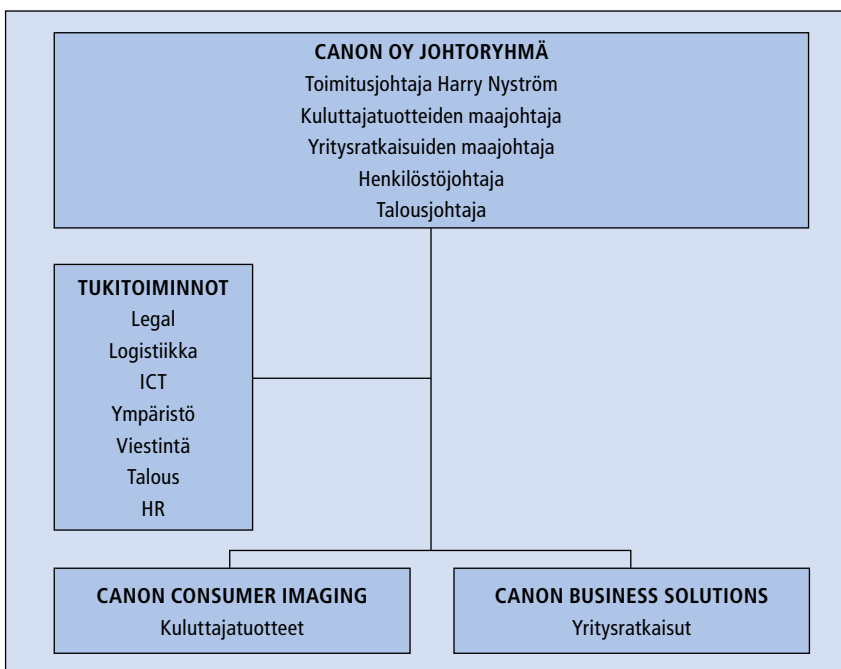 CANON OY JOHTORYHMÄ
Toimitusjohtaja Harry Nyström
Kuluttajatuotteiden maajohtaja
Yritysratkaisuiden maajohtaja
Henkilöstöjohtaja
Talousjohtaja
TUKITOIMINNOT
Legal
Logistiikka
ICT
Ympäristö
Viestintä
Talous
HR
CANON CONSUMER IMAGING
Kuluttajatuotteet
CANON BUSINESS SOLUTIONS
Yritysratkaisut